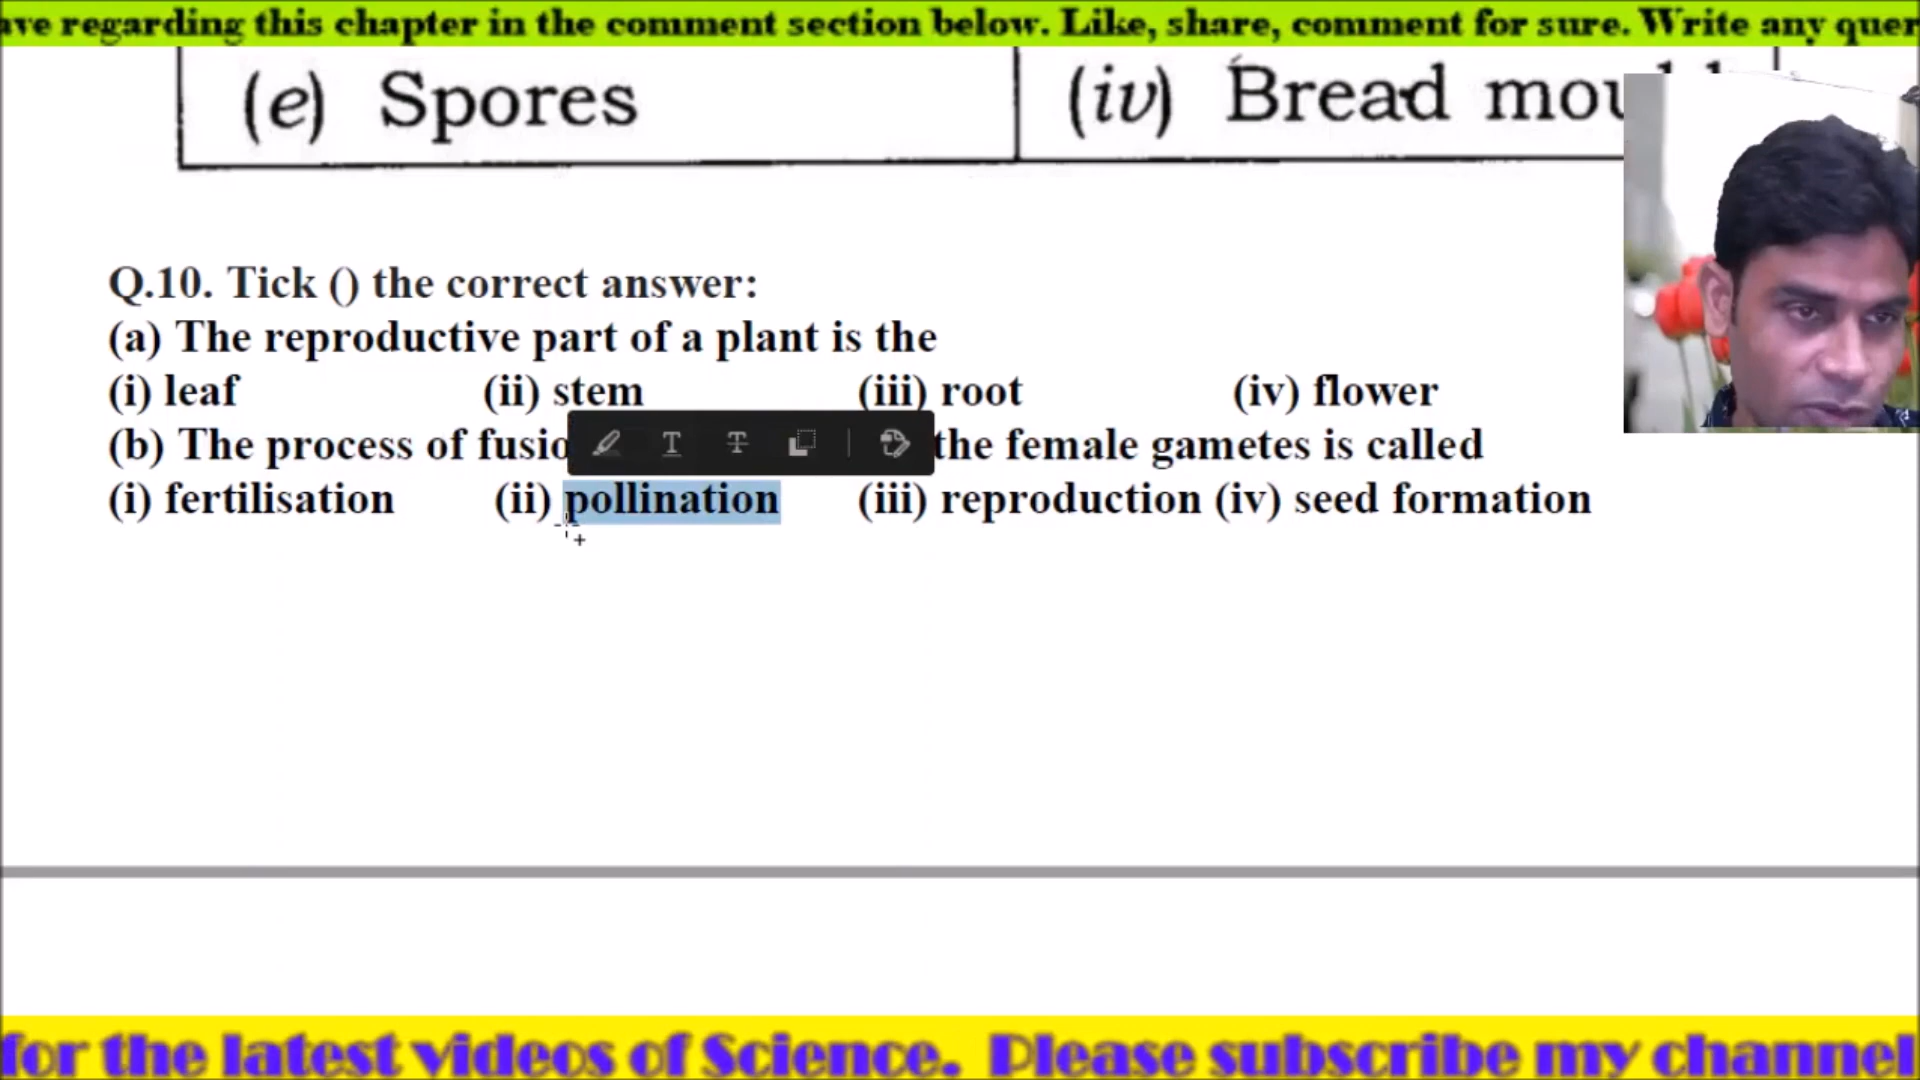 ave regarding this chapter in the comment section below. Like, share, comment for sure. Write any quer
(e) Spores (iv) Bread mou
Q.10. Tick () the correct answer:
(a) The reproductive part of a plant is the
(i) leaf (ii) stem (iii) root (iv) flower
(b) The process of fusio the female gametes is called
(i) fertilisation (ii) pollination (iii) reproduction (iv) seed formation
for the latest videos of Science. Please subscribe my channel